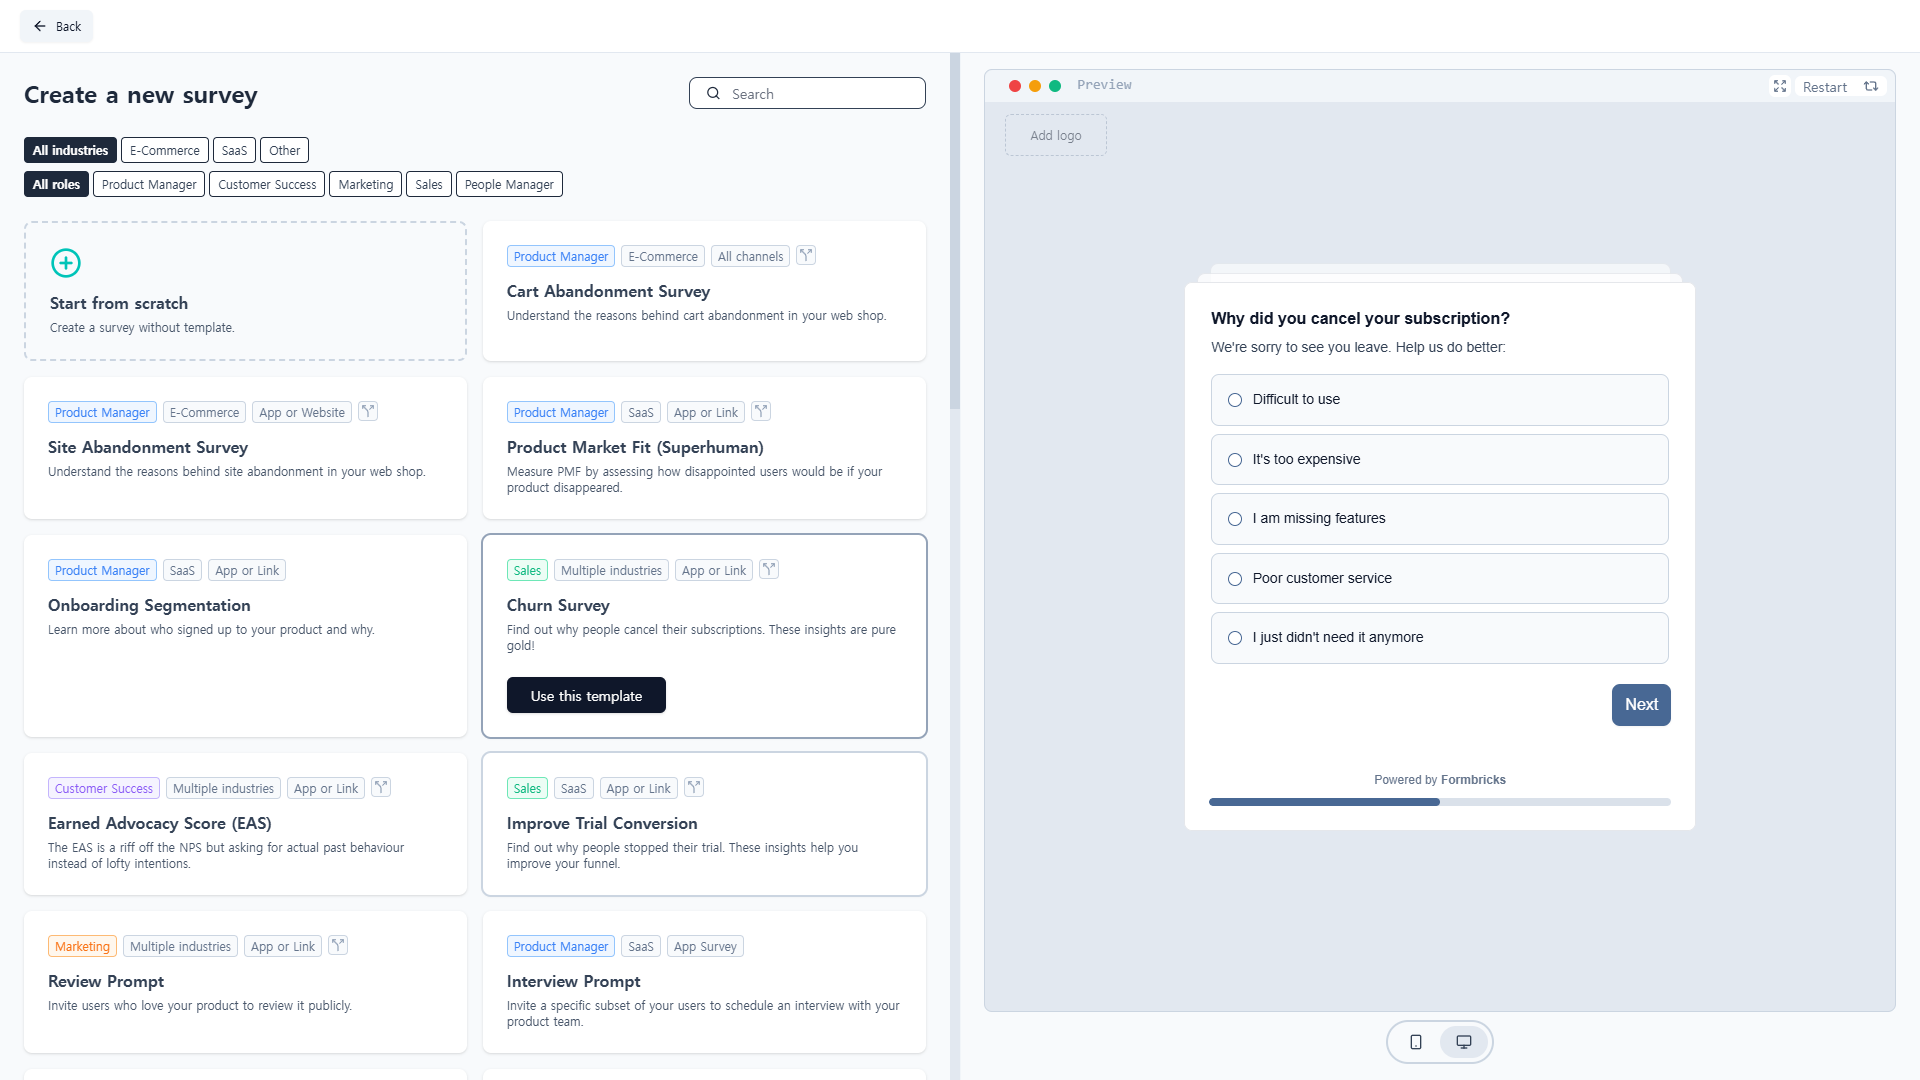 Back
Create a new survey
Search
All industries
E-Commerce
SaaS
Other
All roles
Product Manager
Customer Success
Marketing
Sales
People Manager
Start from scratch
Create a survey without template.
Product Manager
E-Commerce
All channels
Cart Abandonment Survey
Understand the reasons behind cart abandonment in your web shop.
Product Manager
E-Commerce
App or Website
Site Abandonment Survey
Understand the reasons behind site abandonment in your web shop.
Product Manager
SaaS
App or Link
Product Market Fit (Superhuman)
Measure PMF by assessing how disappointed users would be if your
product disappeared.
Product Manager
SaaS
App or Link
Onboarding Segmentation
Learn more about who signed up to your product and why.
Sales
Multiple industries
App or Link
Churn Survey
Find out why people cancel their subscriptions. These insights are pure
gold!
Use this template
Customer Success
Multiple industries
App or Link
Earned Advocacy Score (EAS)
The EAS is a riff off the NPS but asking for actual past behaviour
instead of lofty intentions.
Sales
SaaS
App or Link
Improve Trial Conversion
Find out why people stopped their trial. These insights help you
improve your funnel.
Marketing
Multiple industries
App or Link
Review Prompt
Invite users who love your product to review it publicly.
Product Manager
SaaS
App Survey
Interview Prompt
Invite a specific subset of your users to schedule an interview with your
product team.
Preview
Restart
Add logo
Why did you cancel your subscription?
We're sorry to see you leave. Help us do better:
Difficult to use
It's too expensive
I am missing features
Poor customer service
I just didn't need it anymore
Next
Powered by Formbricks